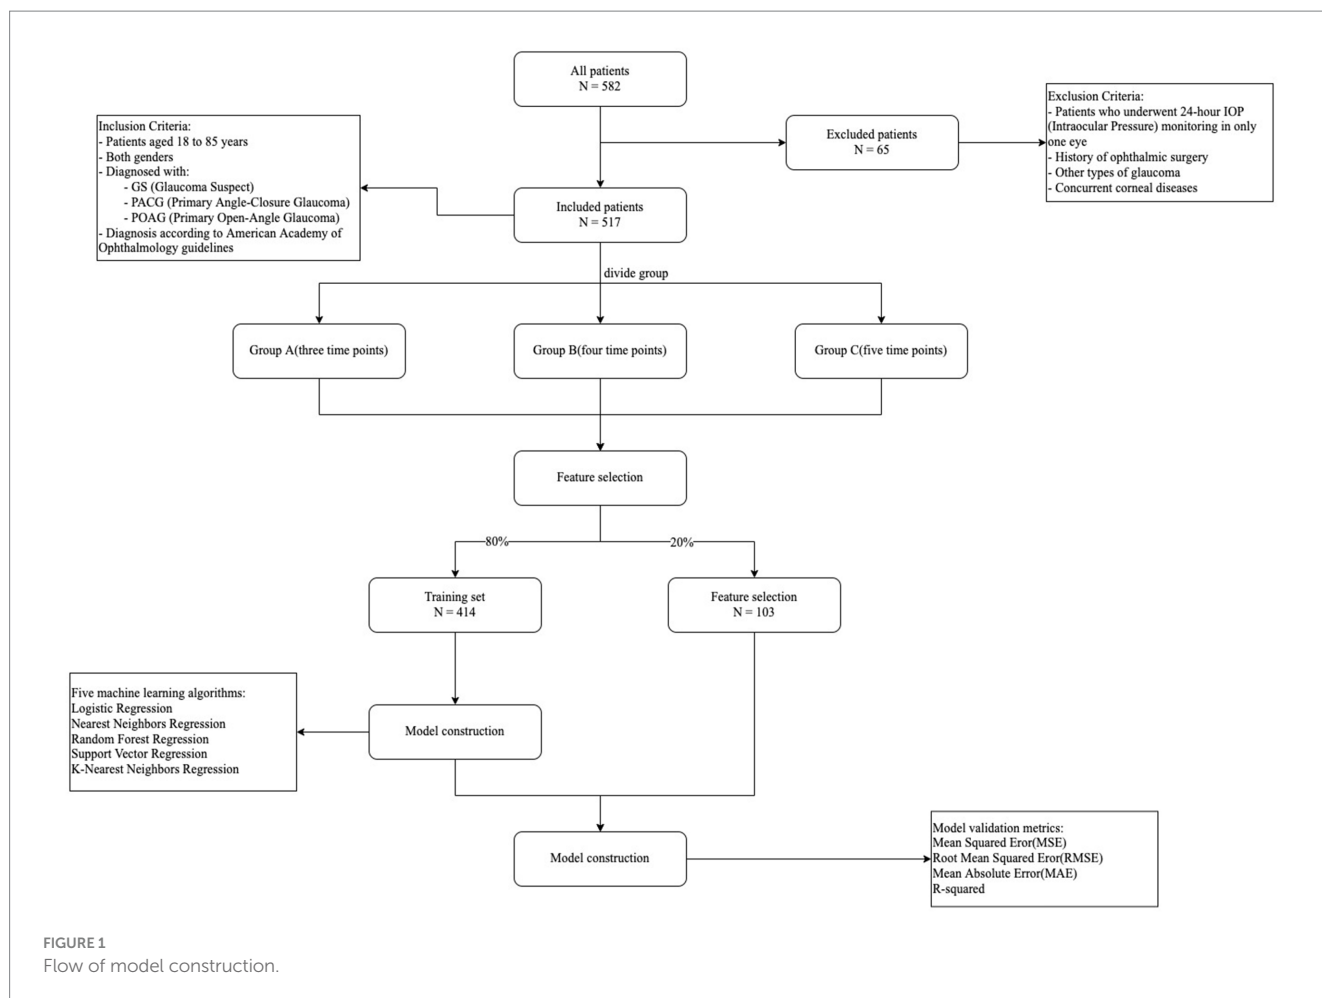 All patients
N = 582
Exclusion Criteria:
- Patients who underwent 24-hour IOP
(Intraocular Pressure) monitoring in only
one eye
- History of ophthalmic surgery
- Other types of glaucoma
- Concurrent corneal diseases
Excluded patients
N = 65
Inclusion Criteria:
- Patients aged 18 to 85 years
- Both genders
- Diagnosed with:
- GS (Glaucoma Suspect)
- PACG (Primary Angle-Closure Glaucoma)
- POAG (Primary Open-Angle Glaucoma)
- Diagnosis according to American Academy of
Ophthalmology guidelines
Included patients
N = 517
divide group
Group A(three time points)
Group B(four time points)
Group C(five time points)
Feature selection
80%
20%
Training set
N = 414
Feature selection
N = 103
Five machine learning algorithms:
Logistic Regression
Nearest Neighbors Regression
Random Forest Regression
Support Vector Regression
K-Nearest Neighbors Regression
Model construction
Model construction
Model validation metrics:
Mean Squared Eror(MSE)
Root Mean Squared Eror(RMSE)
Mean Absolute Error(MAE)
R-squared
FIGURE 1
Flow of model construction.